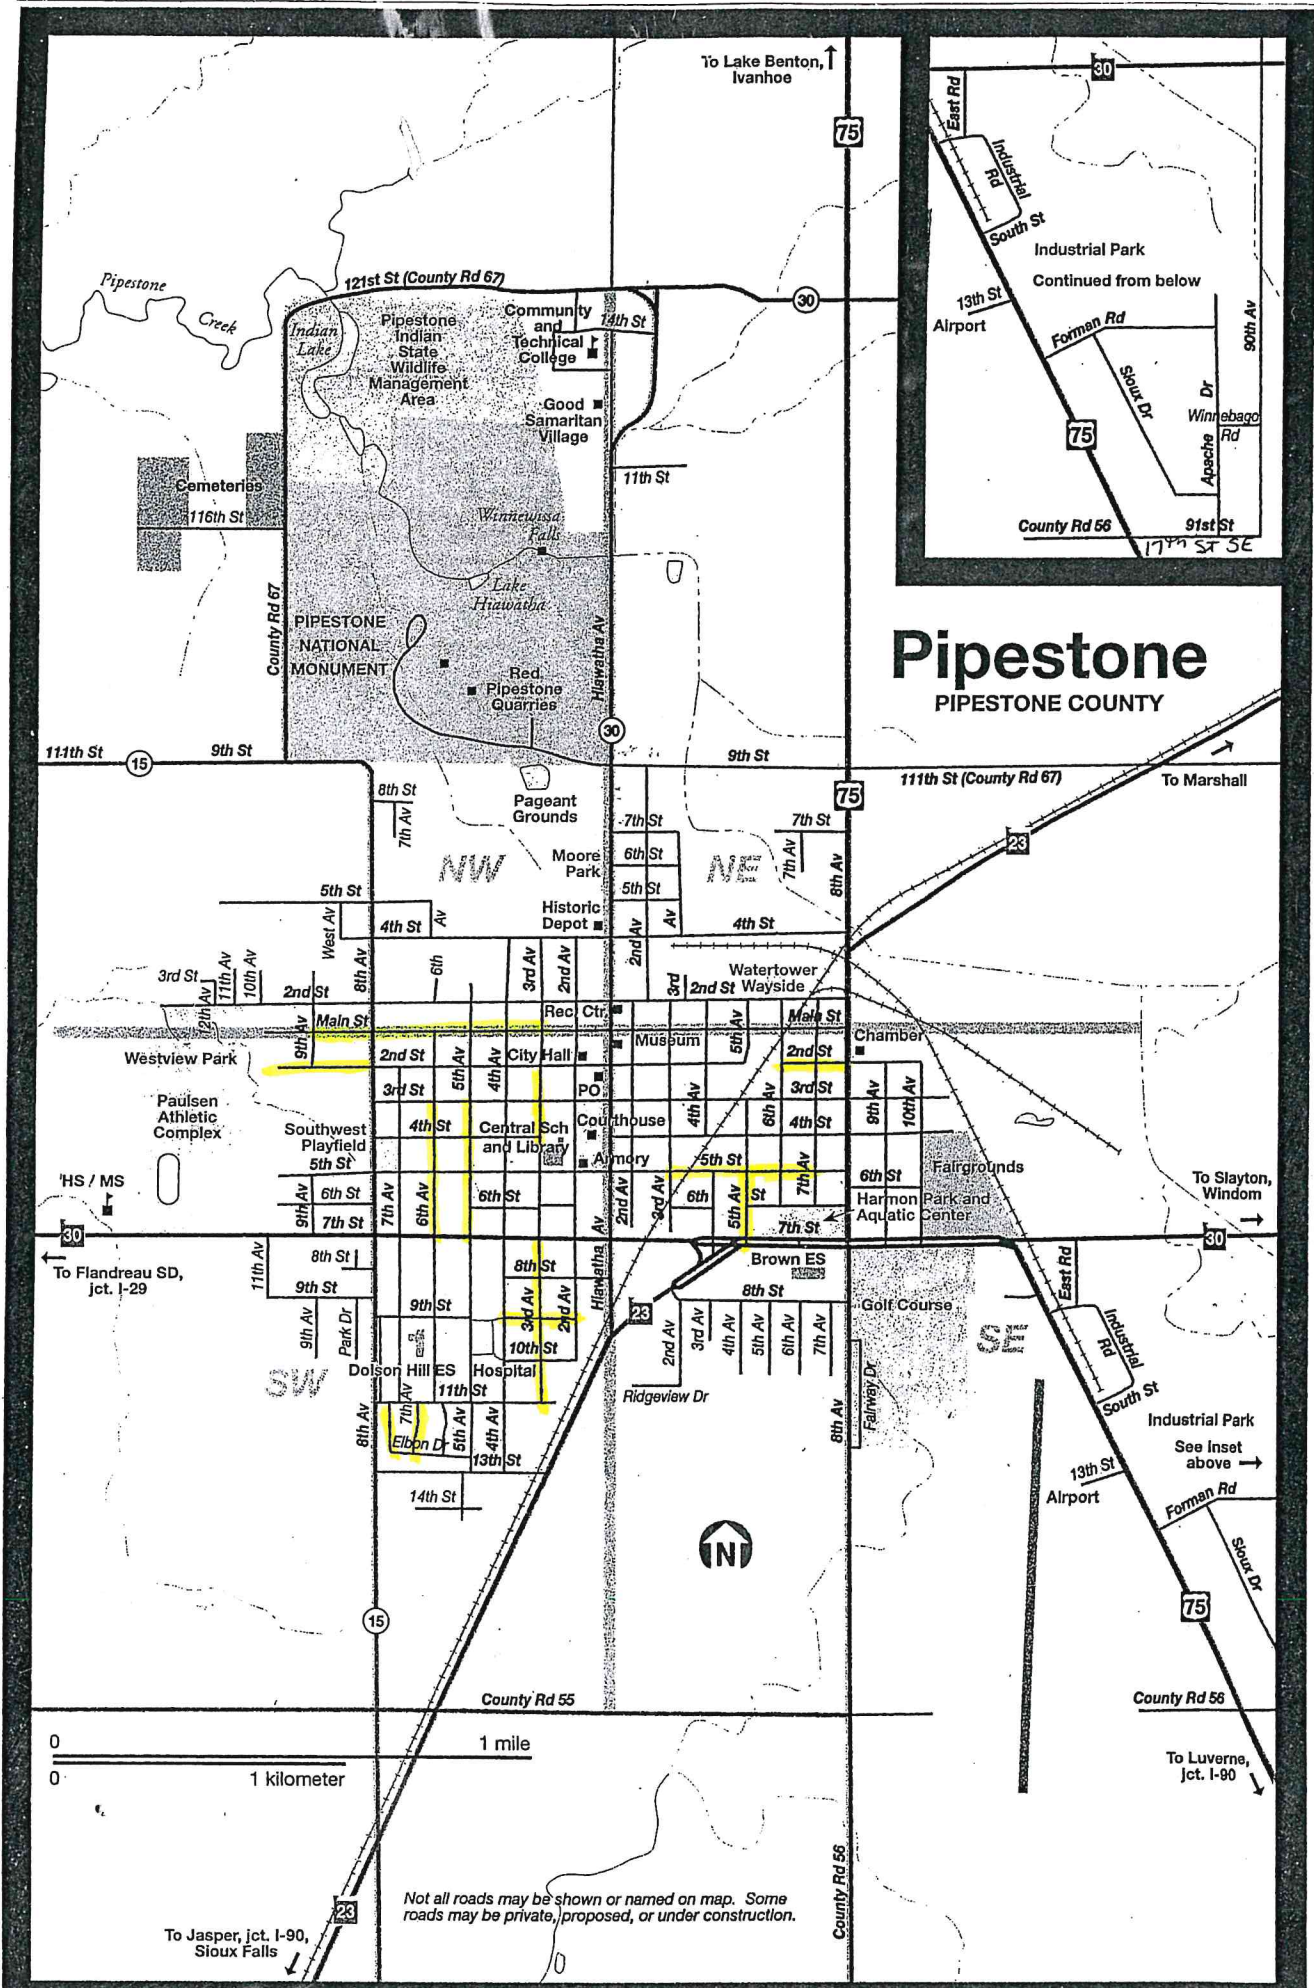 To Lake Benton,
Ivanhoe
75
30
East Rd
Industrial
Rd
South St
Industrial Park
Continued from below
13th St
Airport
Forman Rd
90th Av
Sioux Dr
Apache Dr
Winnebago
Rd
75
County Rd 56
91st St
17th ST SE
Pipestone
Creek
121st St (County Rd 67)
30
Indian
Lake
Pipestone
Indian
State
Wildlife
Management
Area
Community
and
Technical
College
14th St
Good
Samaritan
Village
11th St
Cemeteries
116th St
Winnewissa
Falls
Lake
Hiawatha
County Rd 67
PIPESTONE
NATIONAL
MONUMENT
Red
Pipestone
Quarries
Hiawatha Av
30
Pipestone
PIPESTONE COUNTY
111th St
15
9th St
9th St
111th St (County Rd 67)
To Marshall
75
23
8th St
7th Av
Pageant
Grounds
NW
Moore
Park
7th St
6th St
5th St
NE
7th St
7th Av
8th Av
5th St
West Av
4th St
Av
Historic
Depot
2nd Av
Av
4th St
3rd St
12th Av
11th Av
10th Av
2nd St
8th Av
6th
3rd Av
2nd Av
3rd
2nd St
Watertower
Wayside
Main St
9th Av
Rec. Ctr.
Museum
5th Av
Main St
Chamber
Westview Park
2nd St
5th Av
4th Av
City Hall
2nd St
Paulsen
Athletic
Complex
3rd St
PO
4th Av
6th Av
3rd St
9th Av
10th Av
Southwest
Playfield
4th St
Central Sch
and Library
Courthouse
4th St
5th St
Armory
5th St
Fairgrounds
HS / MS
9th Av
6th St
7th St
7th Av
6th Av
6th St
2nd Av
3rd Av
6th
5th Av
St
7th Av
6th St
Harmon Park and
Aquatic Center
7th St
To Slayton,
Windom
30
30
To Flandreau SD,
jct. I-29
11th Av
8th St
9th St
9th Av
Park Dr
8th St
Hiawatha Av
Brown ES
8th St
East Rd
9th St
3rd Av
2nd Av
23
Golf Course
10th St
2nd Av
3rd Av
4th Av
5th Av
6th Av
7th Av
Industrial
Rd
SE
SW
Dolson Hill ES
Hospital
Ridgeview Dr
Fairway Dr
8th Av
South St
11th St
8th Av
7th Av
Elbon Dr
5th Av
4th Av
13th St
14th St
Industrial Park
See Inset
above
13th St
Airport
Forman Rd
Sioux Dr
N
15
75
County Rd 55
County Rd 56
0
1 mile
0
1 kilometer
To Luverne,
jct. I-90
County Rd 56
Not all roads may be shown or named on map. Some
roads may be private, proposed, or under construction.
23
To Jasper, jct. I-90,
Sioux Falls